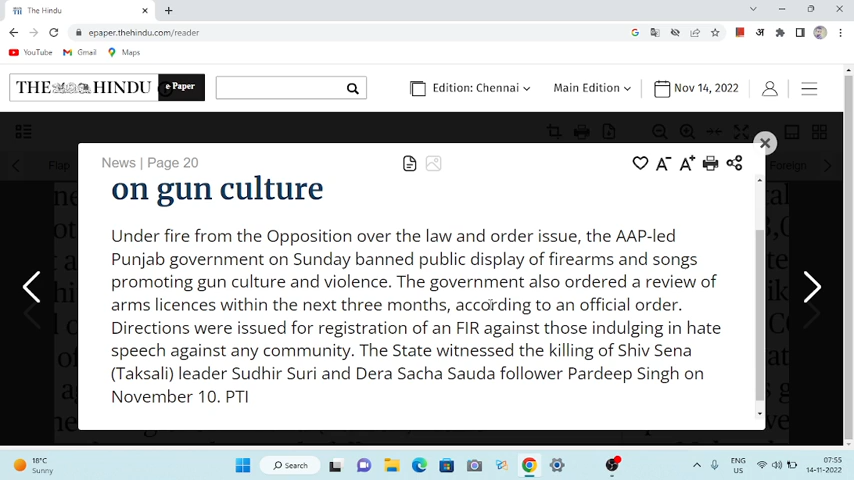 The Hindu
epaper.thehindu.com/reader
YouTube
Gmail
Maps
THE HINDU
e Paper
Edition: Chennai
Main Edition
Nov 14, 2022
Flap
Foreign
News | Page 20
A-
A+
on gun culture
Under fire from the Opposition over the law and order issue, the AAP-led
Punjab government on Sunday banned public display of firearms and songs
promoting gun culture and violence. The government also ordered a review of
arms licences within the next three months, according to an official order.
Directions were issued for registration of an FIR against those indulging in hate
speech against any community. The State witnessed the killing of Shiv Sena
(Taksali) leader Sudhir Suri and Dera Sacha Sauda follower Pardeep Singh on
November 10. PTI
18°C
Sunny
Search
ENG
US
07:55
14-11-2022